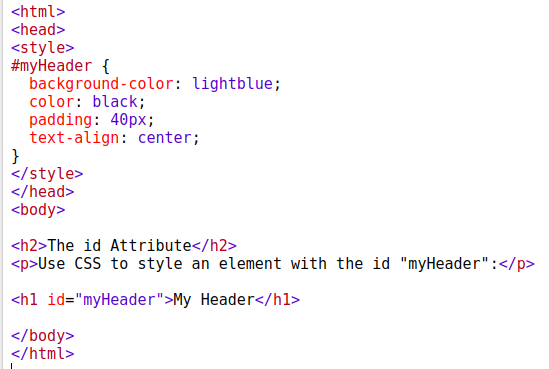 <html>
<head>
<style>
#myHeader {
  background-color: lightblue;
  color: black;
  padding: 40px;
  text-align: center;
}
</style>
</head>
<body>

<h2>The id Attribute</h2>
<p>Use CSS to style an element with the id "myHeader":</p>

<h1 id="myHeader">My Header</h1>

</body>
</html>